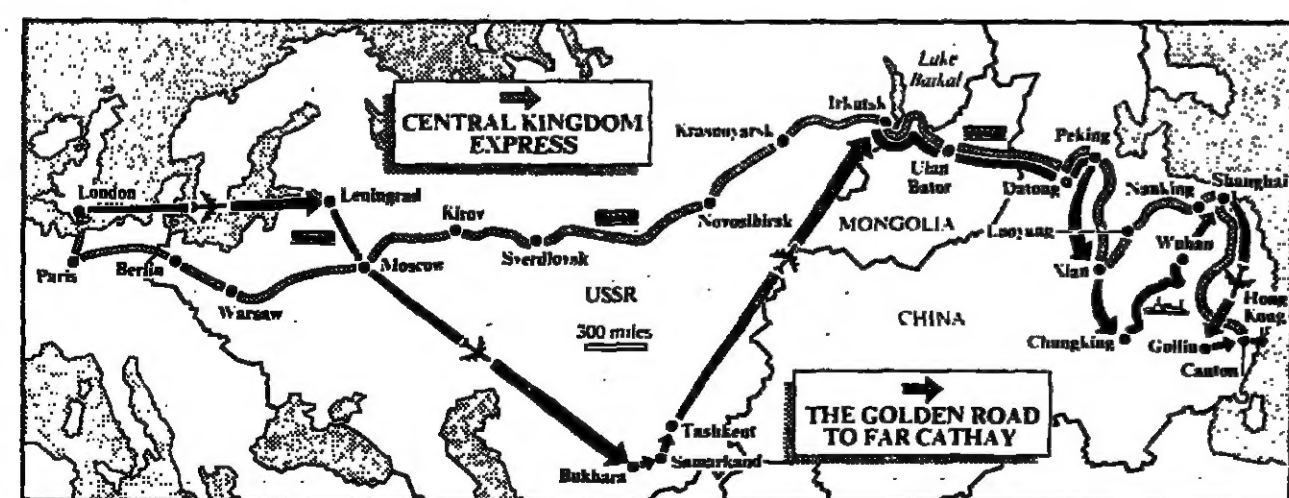 CENTRAL KINGDOM
EXPRESS
Lake
Baikal
Irkutsk
Krasnoyarsk
Peking
London
Leningrad
Ulan
Bator
Datong
Nanking
Shanghai
Kirov
Novosibirsk
MONGOLIA
Looyang
Wuhan
Paris
Berlin
Moscow
Sverdlovsk
Xian
Warsaw
USSR
300 miles
CHINA
Hong
Kong
Chungking
Guilin
Canton
THE GOLDEN ROAD
TO FAR CATHAY
Tashkent
Samarkand
Bukhara